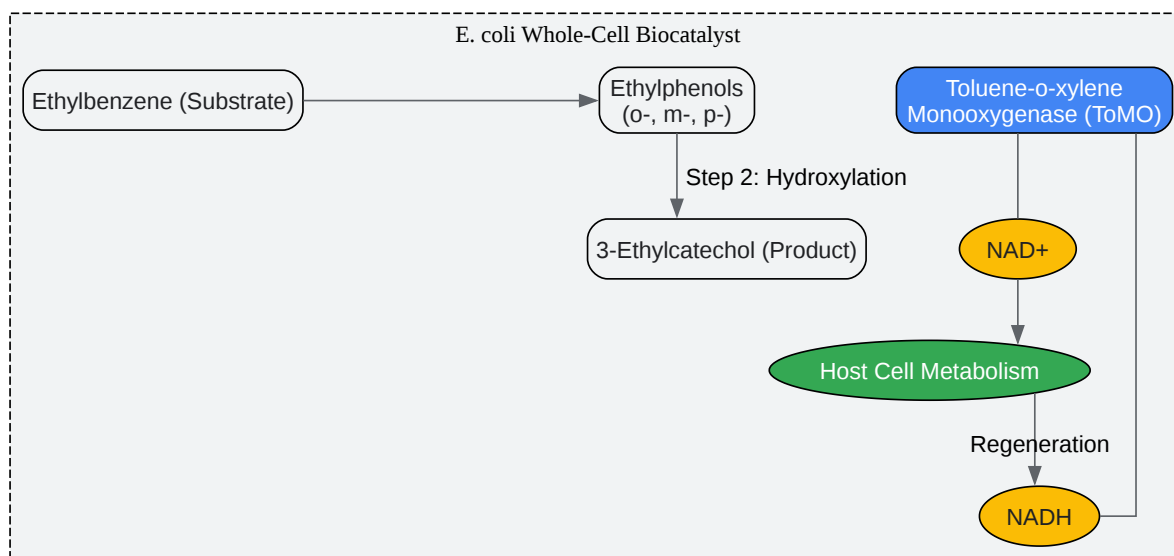 E. coli Whole-Cell Biocatalyst
Ethylbenzene (Substrate)
Ethylphenols
(o-, m-, p-)
Toluene-o-xylene
Monooxygenase (ToMO)
Step 2: Hydroxylation
3-Ethylcatechol (Product)
NAD+
Host Cell Metabolism
Regeneration
NADH